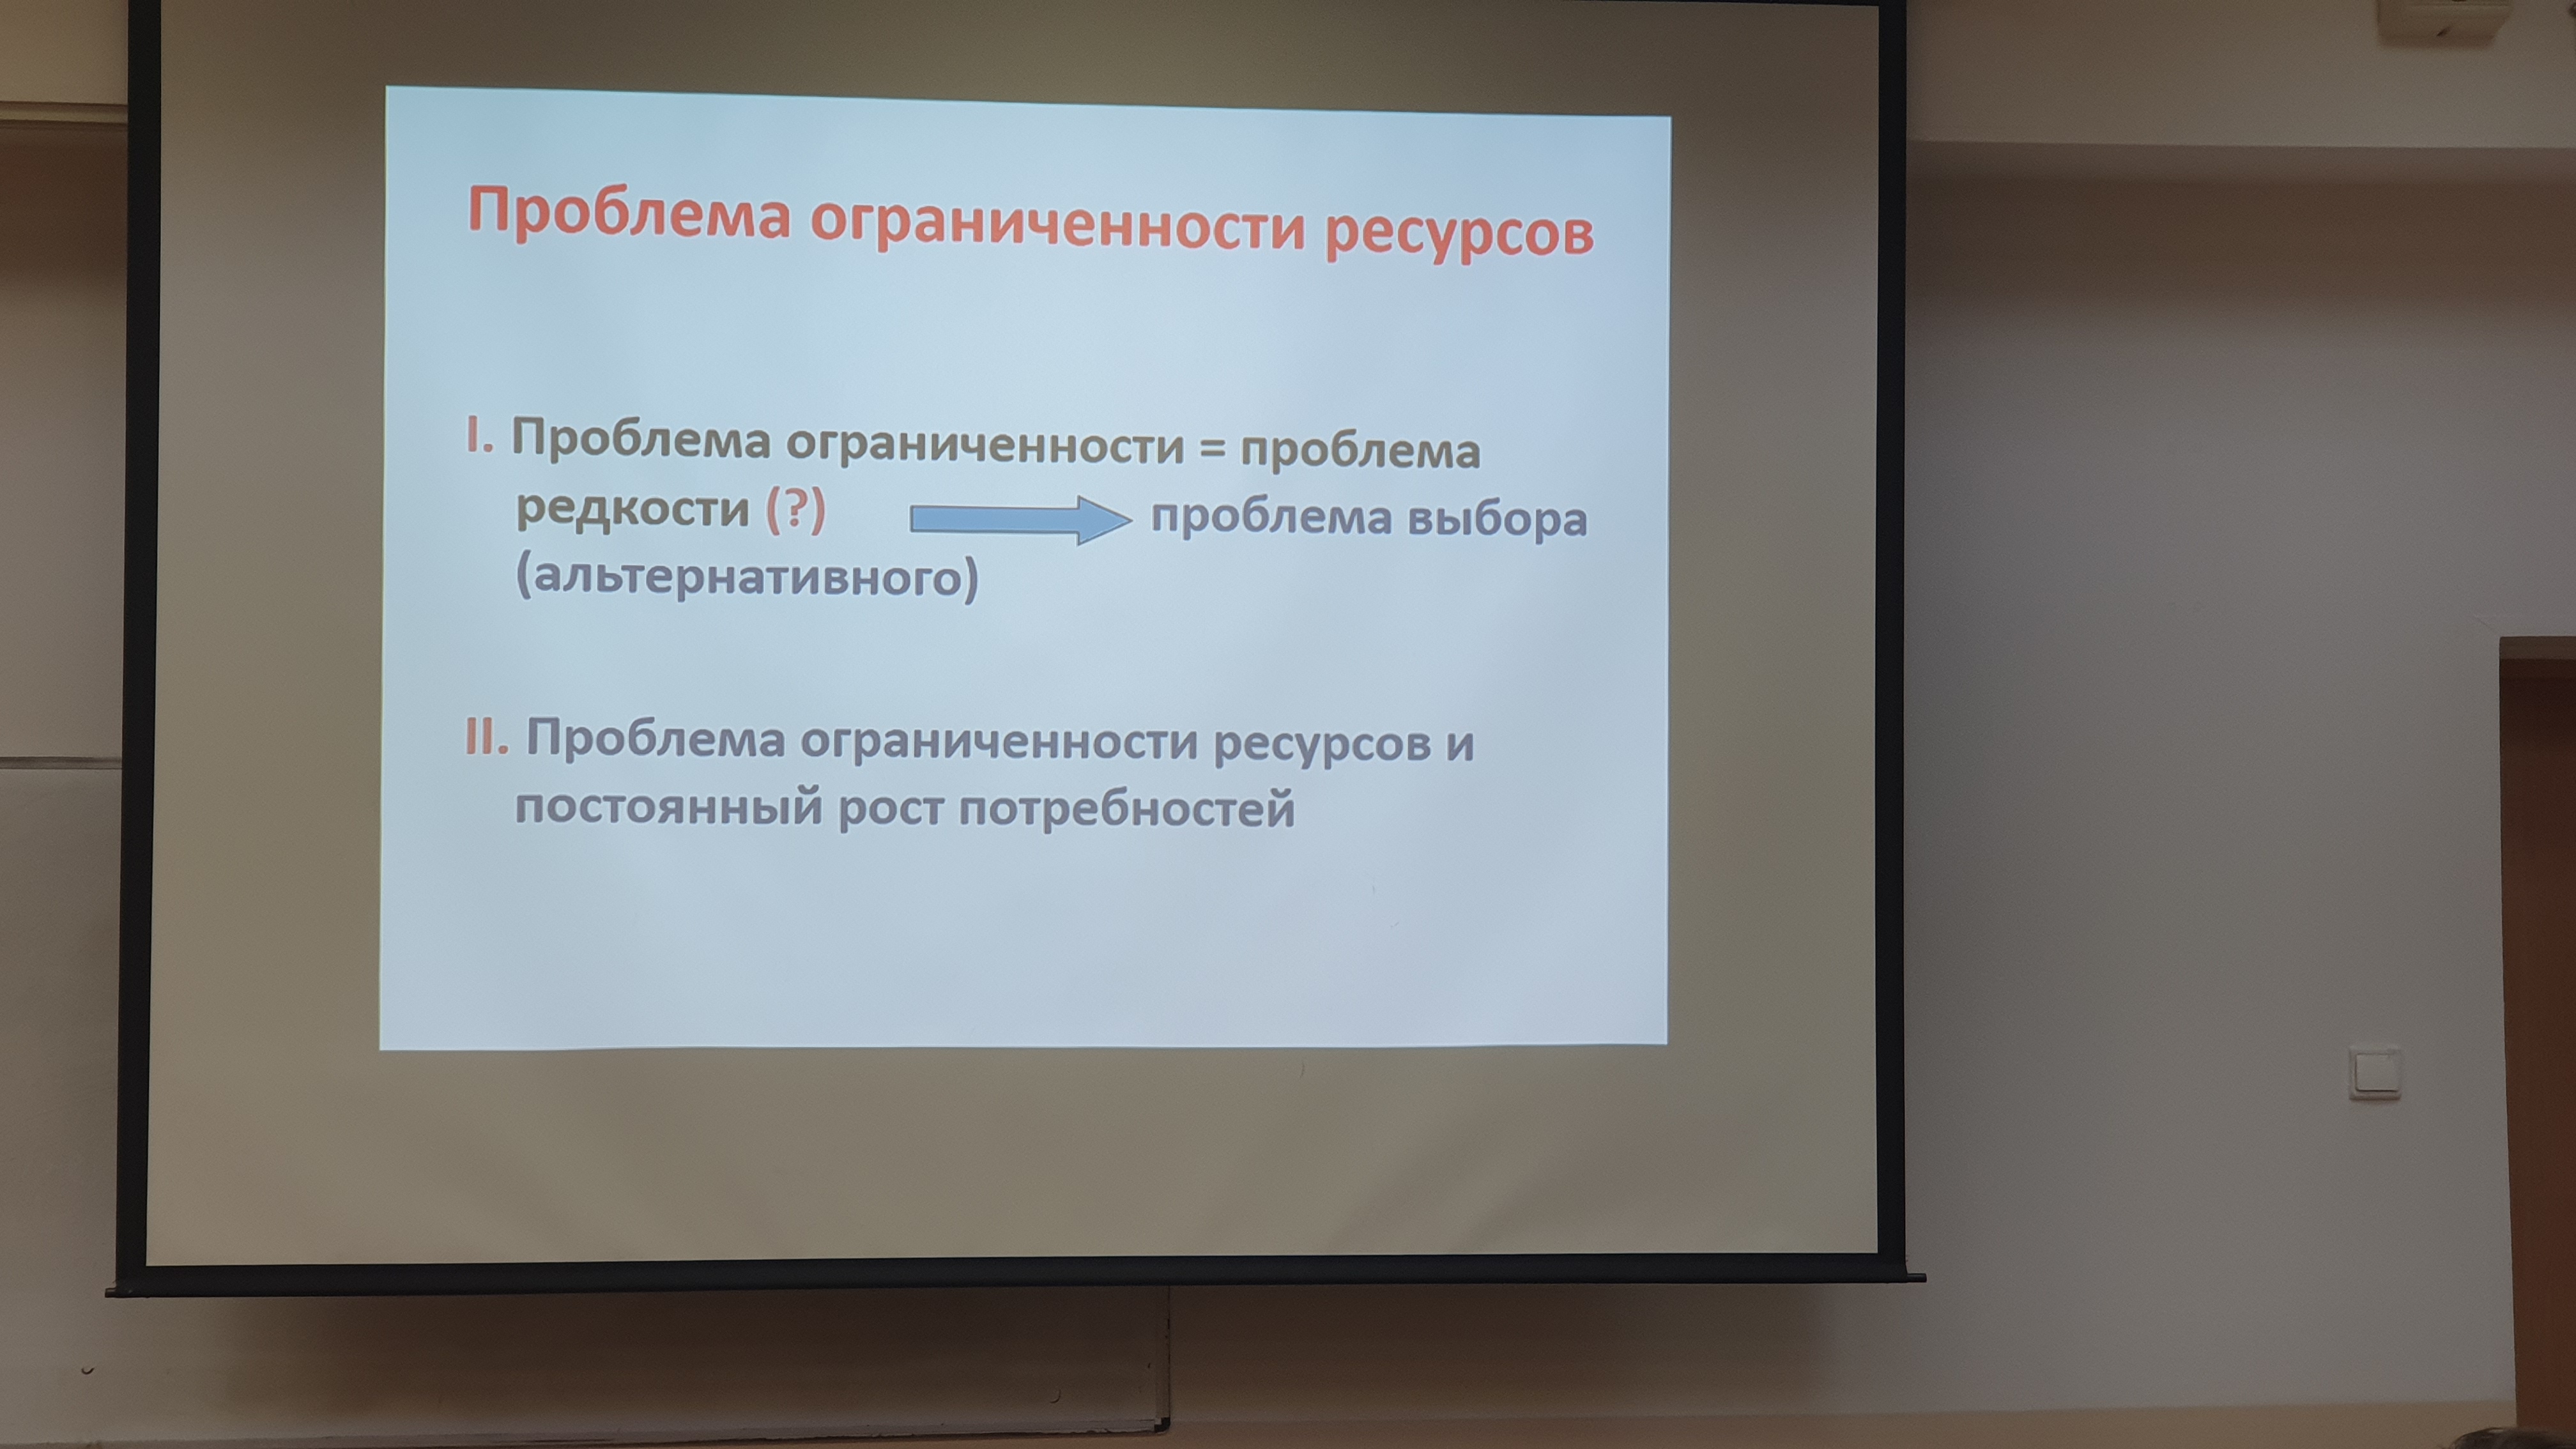 Проблема ограниченности ресурсов
I. Проблема ограниченности = проблема
редкости (?) проблема выбора
(альтернативного)
II. Проблема ограниченности ресурсов и
постоянный рост потребностей